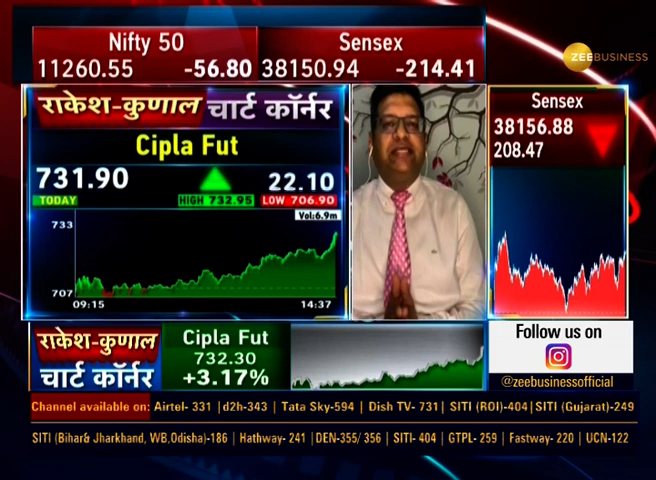 Nifty 50
11260.55 -56.80
Sensex
38150.94 -214.41
ZEEBUSINESS
राकेश-कुणाल चार्ट कॉर्नर
Cipla Fut
731.90 22.10
TODAY HIGH 732.95 LOW 706.90
Vol:6.9m
733
707
09:15 14:37
Sensex
38156.88
208.47
राकेश-कुणाल
चार्ट कॉर्नर
Cipla Fut
732.30
+3.17%
Follow us on
@zeebusinessofficial
Channel available on: Airtel- 331 | d2h-343 | Tata Sky-594 | Dish TV- 731 | SITI (ROI)-404 | SITI (Gujarat)-249
SITI (Bihar& Jharkhand, WB,Odisha)-186 | Hathway- 241 | DEN-355/ 356 | SITI- 404 | GTPL- 259 | Fastway- 220 | UCN-122